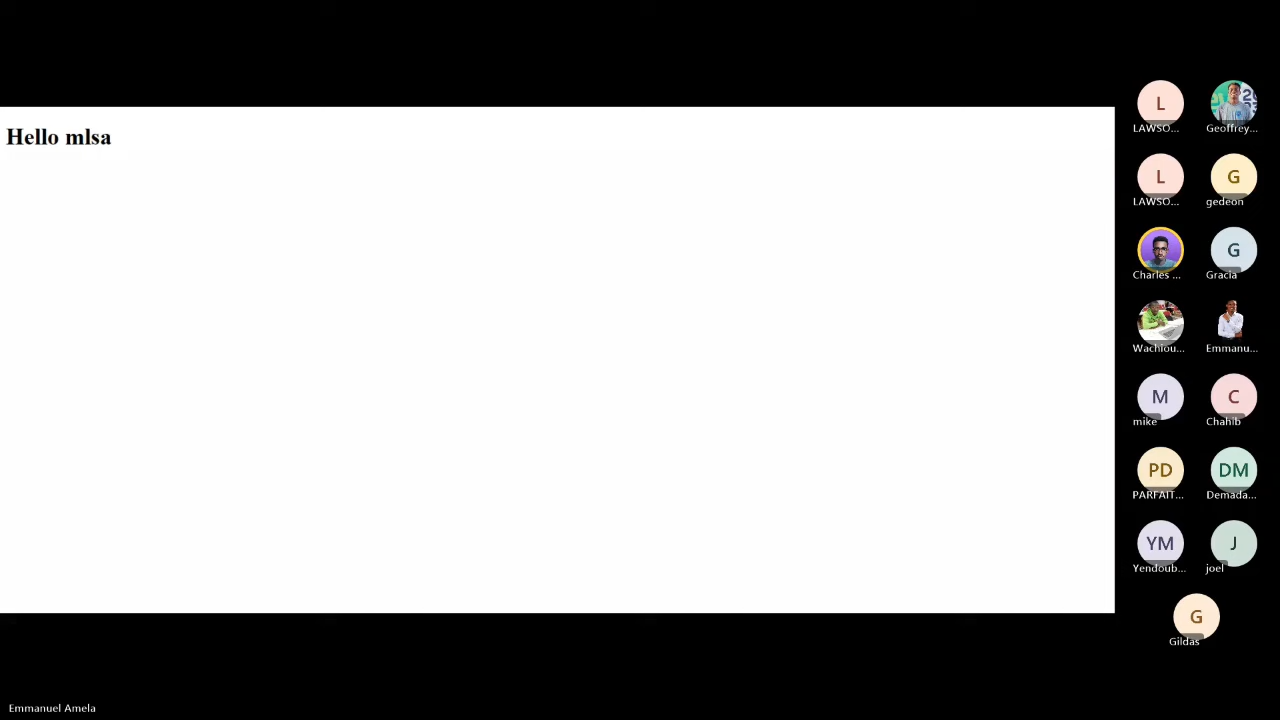 Hello mlsa
L
LAWSO...
Geoffrey...
L
LAWSO...
G
gedeon
Charles ...
G
Gracia
Wachiou...
Emmanu...
M
mike
C
Chahib
PD
PARFAIT...
DM
Demada...
YM
Yendoub...
J
joel
G
Gildas
Emmanuel Amela